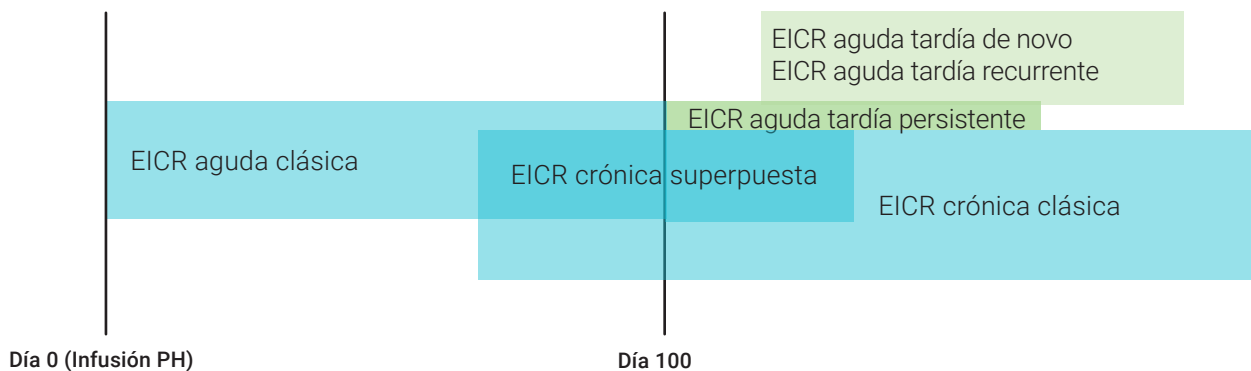 EICR aguda tardía de novo
EICR aguda tardía recurrente
EICR aguda tardía persistente
EICR aguda clásica
EICR crónica superpuesta
EICR crónica clásica
Día 0 (Infusión PH)
Día 100